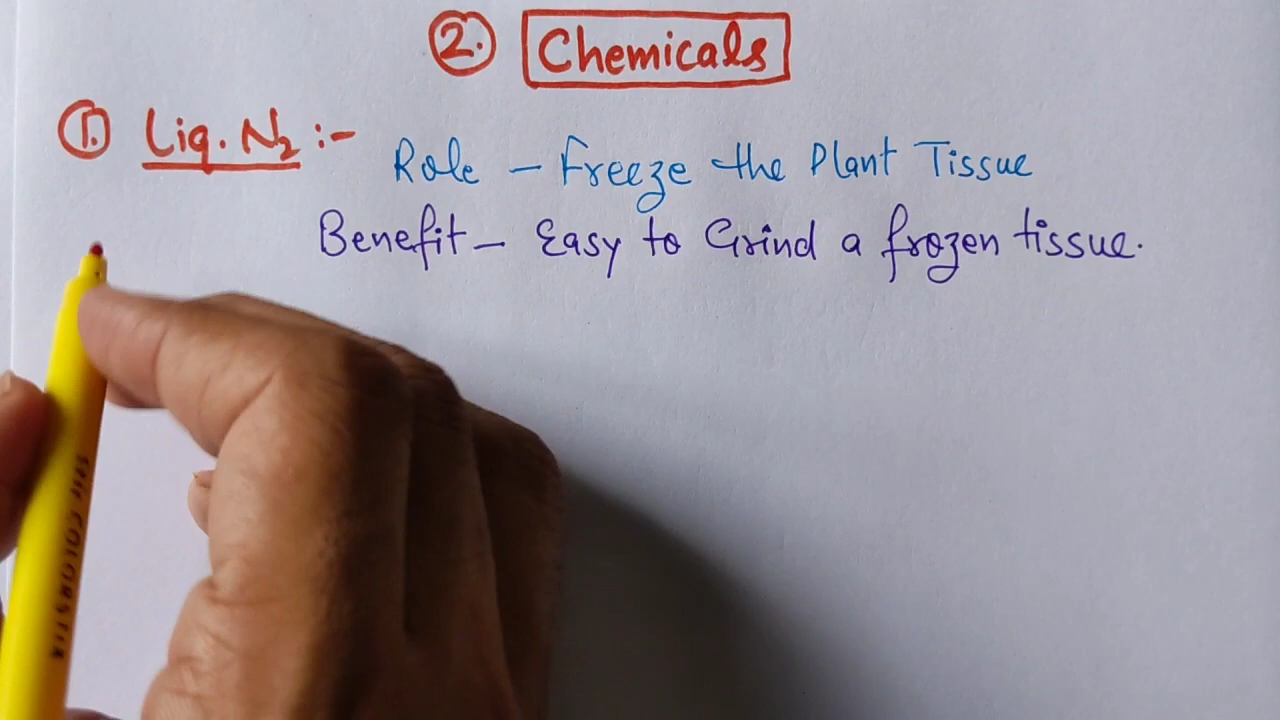 2. Chemicals
1. Liq. N2 :-
Role - Freeze the Plant Tissue
Benefit - Easy to Grind a frozen tissue.